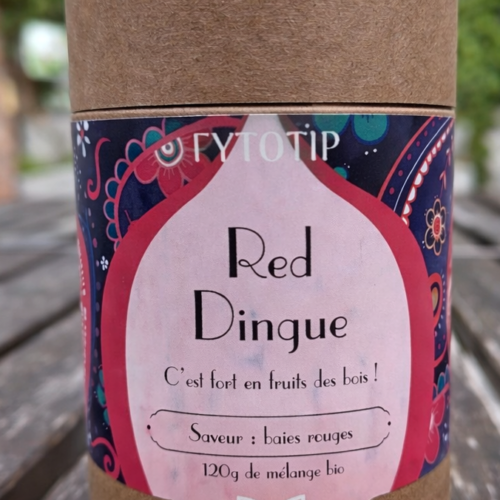 FYTOTIP
Red
Dingue
C'est fort en fruits des bois !
Saveur : baies rouges
120g de mélange bio